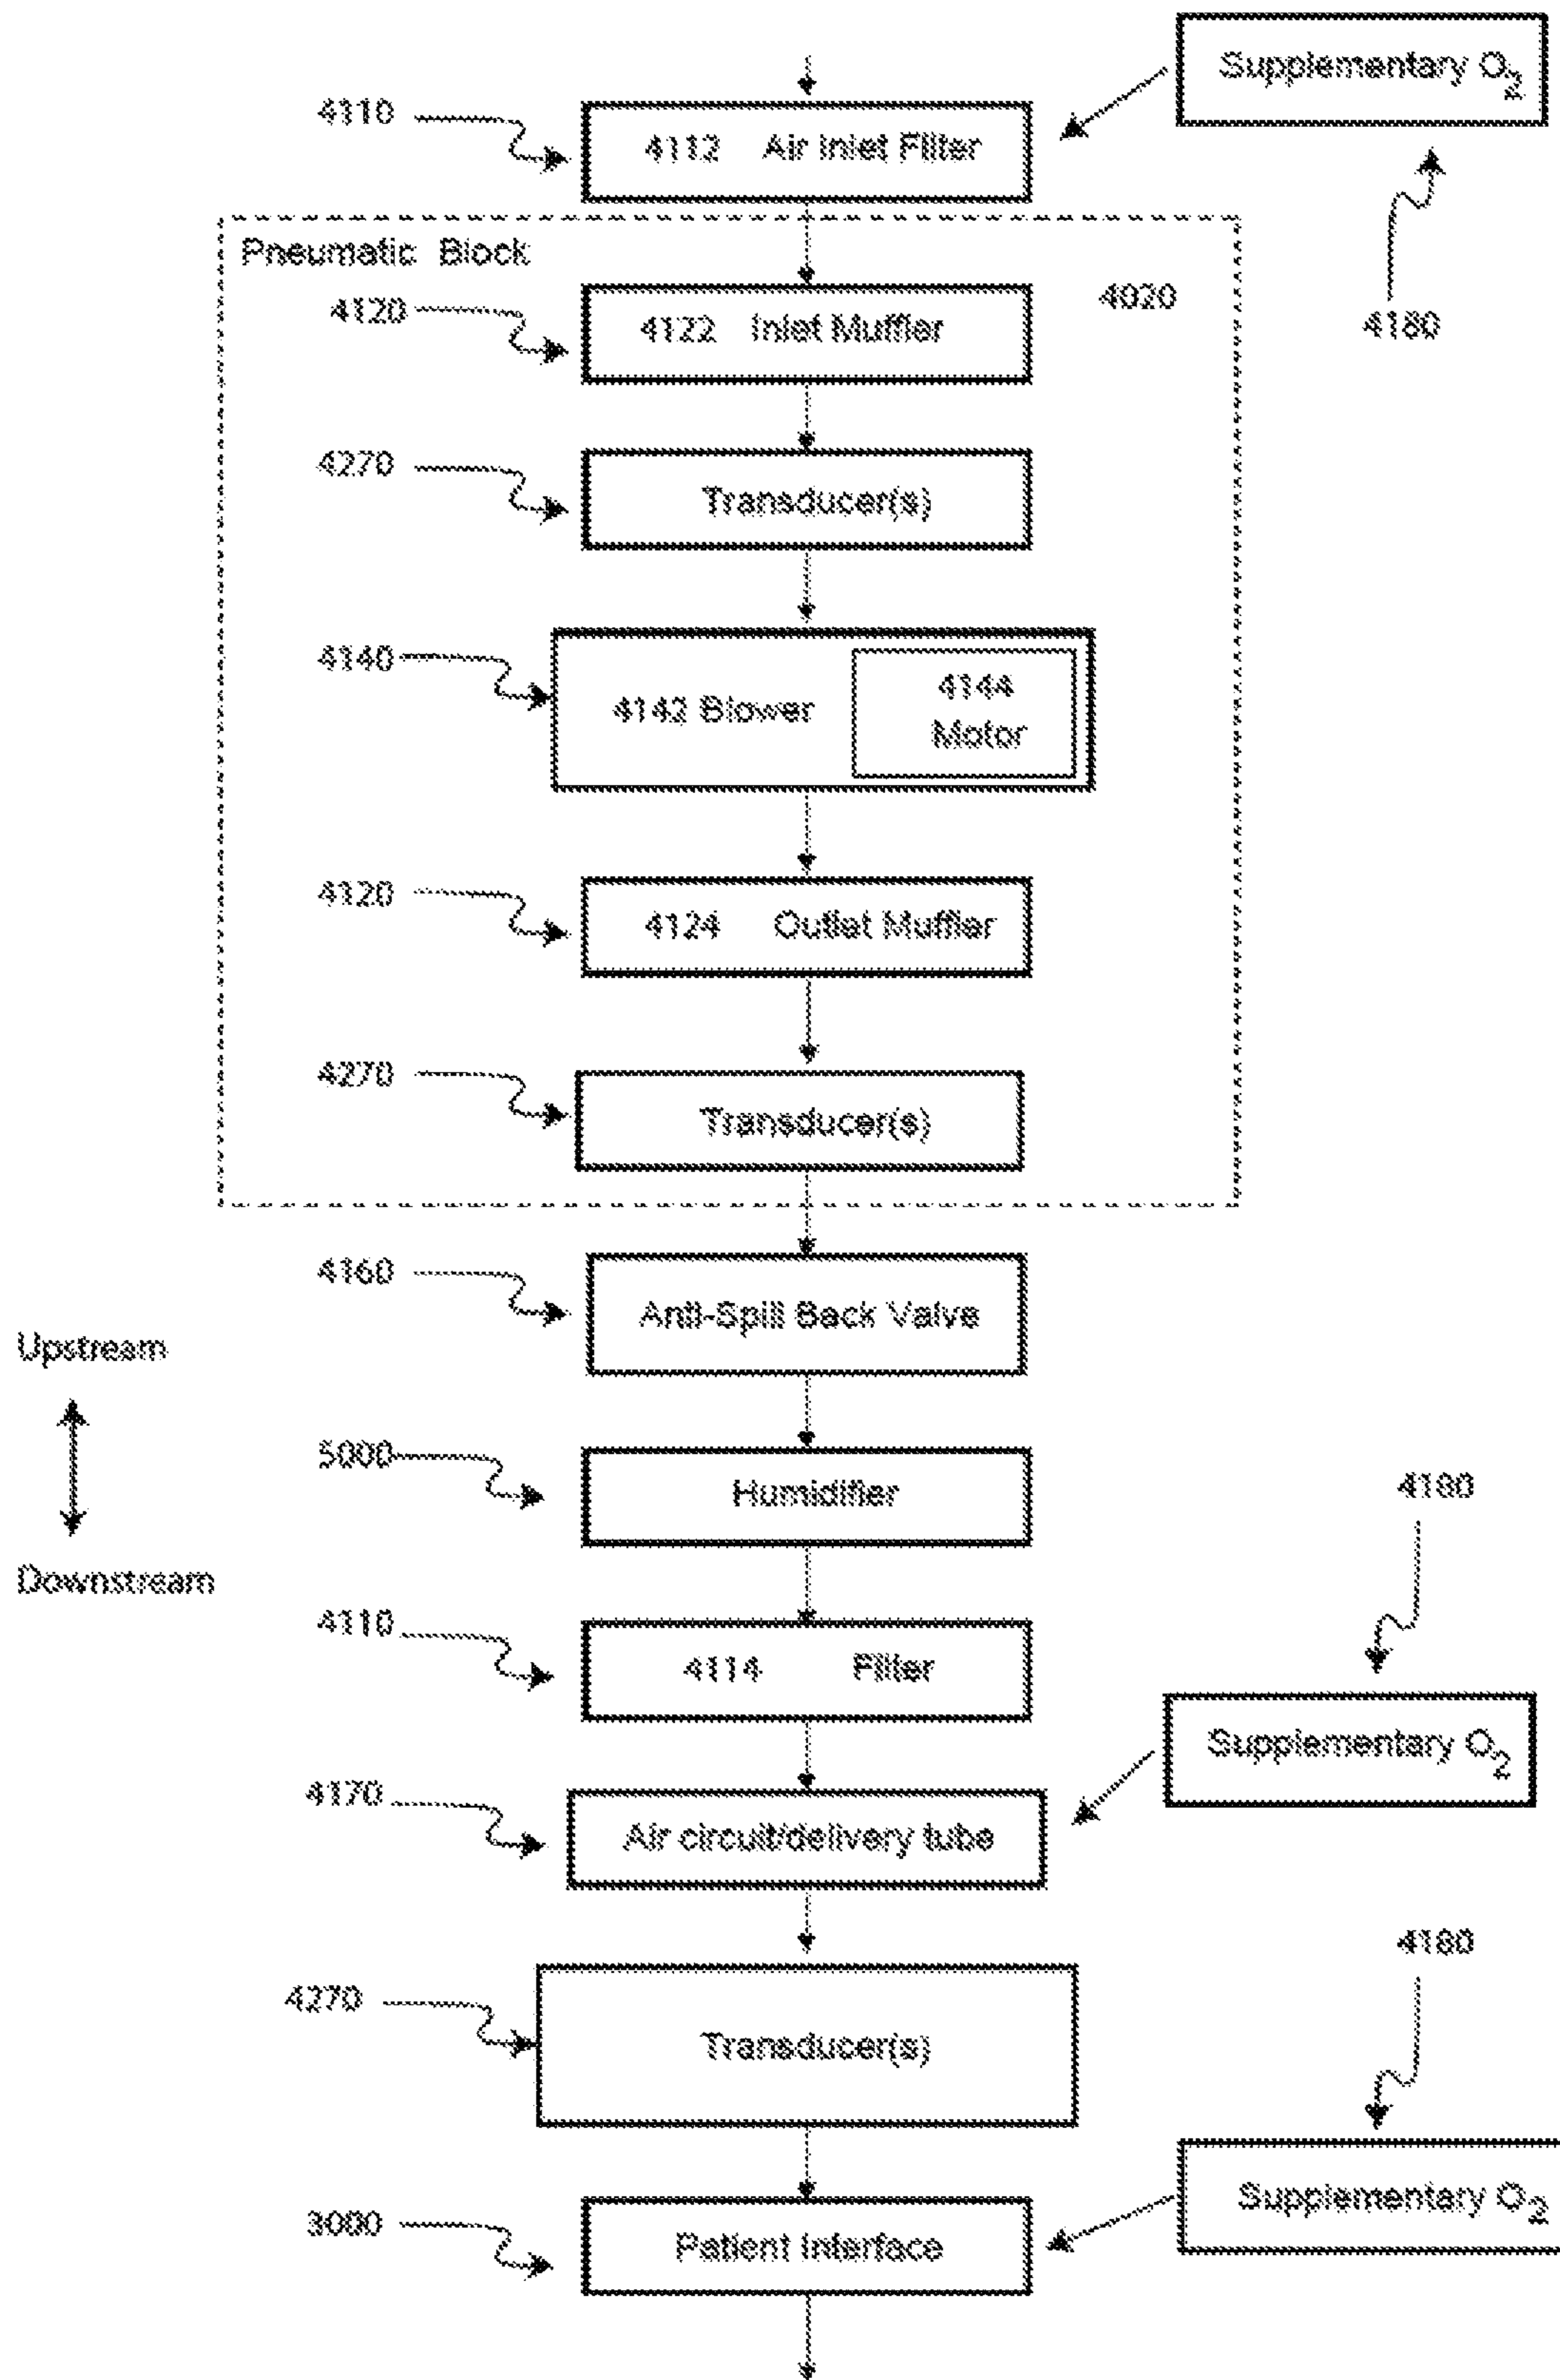 Supplementary O2
4110
4112 Air Inlet Filter
Pneumatic Block
4020
4180
4120
4122 Inlet Muffler
4270
Transducer(s)
4140
4142 Blower
4144
Motor
4120
4124 Outlet Muffler
4270
Transducer(s)
4160
Anti-Spill Back Valve
Upstream
5000
Humidifier
4180
Downstream
4110
4114 Filter
Supplementary O2
4170
Air circuit/delivery tube
4180
4270
Transducer(s)
Supplementary O2
3000
Patient Interface